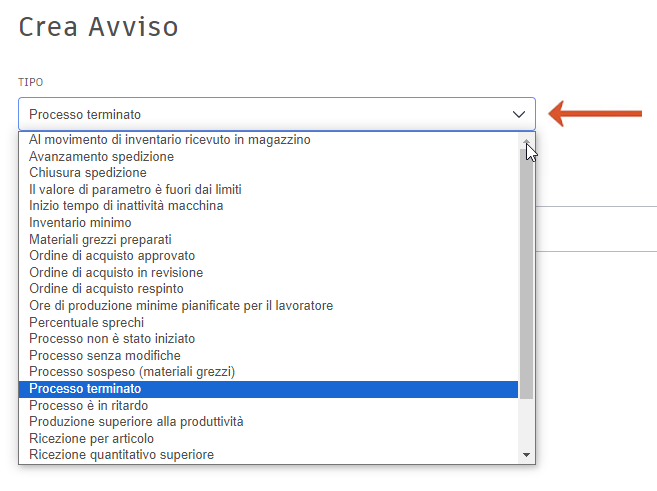 Crea Avviso
TIPO
Processo terminato
Al movimento di inventario ricevuto in magazzino
Avanzamento spedizione
Chiusura spedizione
Il valore di parametro è fuori dai limiti
Inizio tempo di inattività macchina
Inventario minimo
Materiali grezzi preparati
Ordine di acquisto approvato
Ordine di acquisto in revisione
Ordine di acquisto respinto
Ore di produzione minime pianificate per il lavoratore
Percentuale sprechi
Processo non è stato iniziato
Processo senza modifiche
Processo sospeso (materiali grezzi)
Processo terminato
Processo è in ritardo
Produzione superiore alla produttività
Ricezione per articolo
Ricezione quantitativo superiore